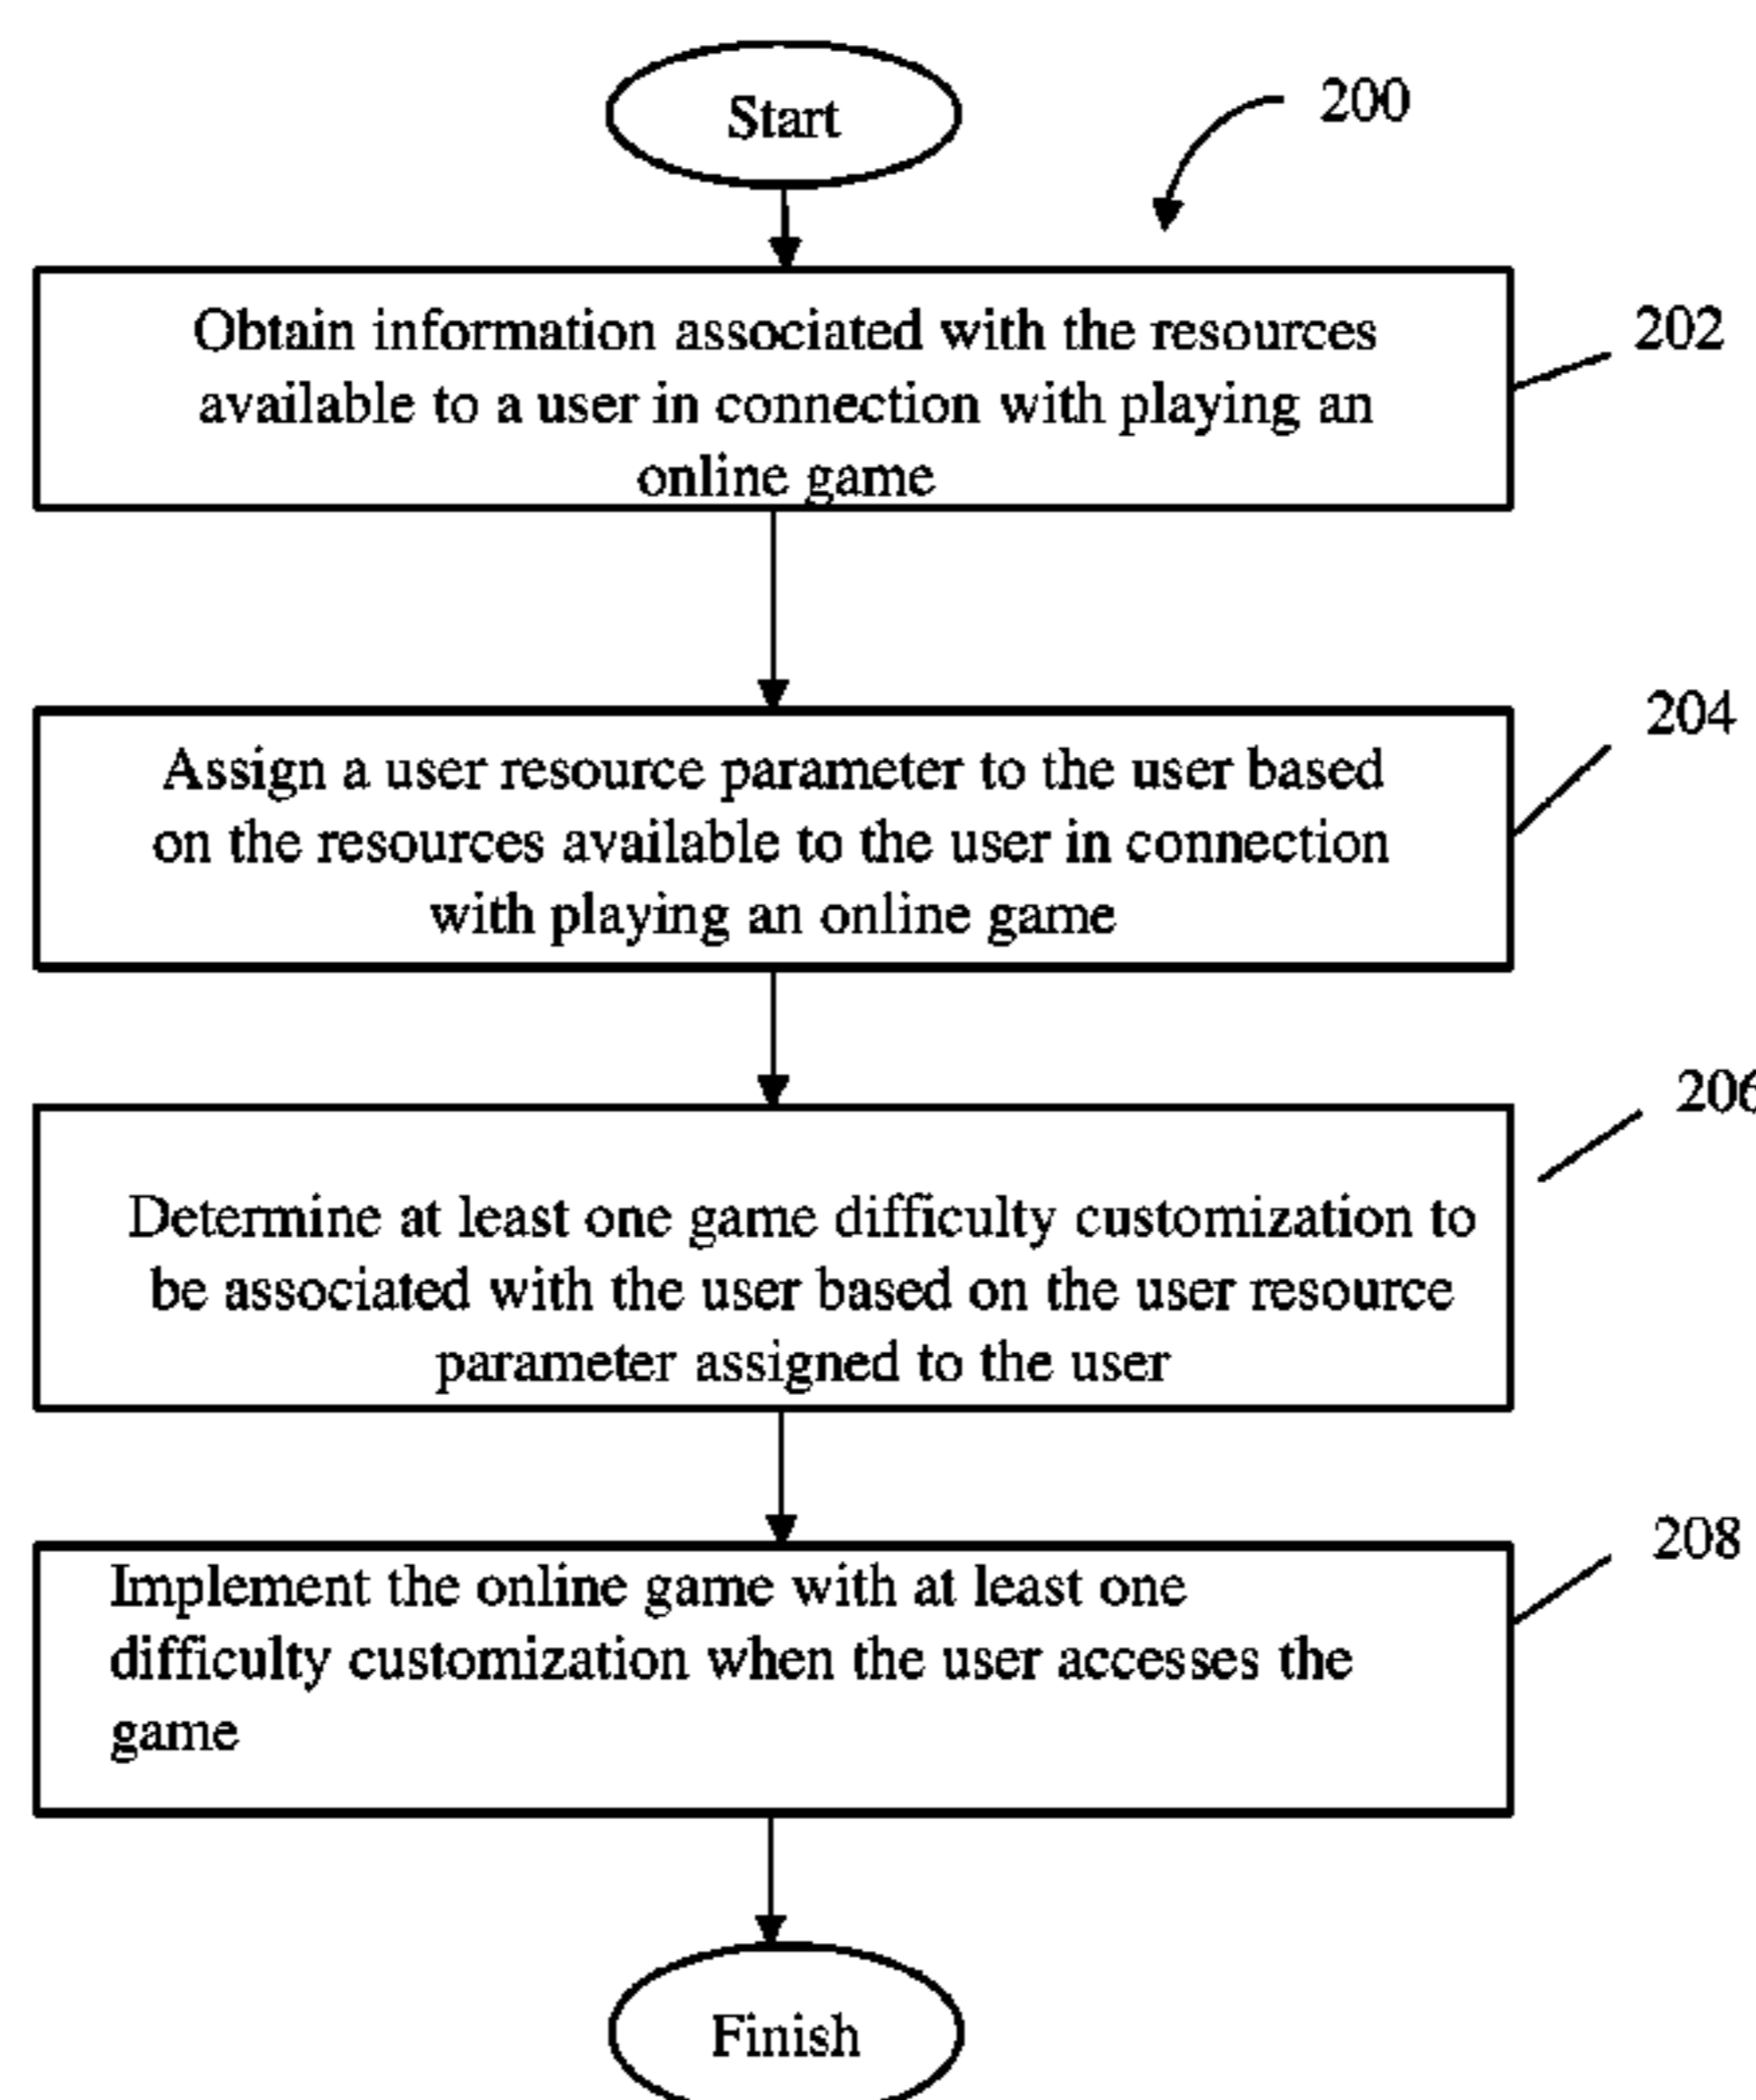 Start
200
Obtain information associated with the resources
available to a user in connection with playing an
online game
202
Assign a user resource parameter to the user based
on the resources available to the user in connection
with playing an online game
204
Determine at least one game difficulty customization to
be associated with the user based on the user resource
parameter assigned to the user
206
Implement the online game with at least one
difficulty customization when the user accesses the
game
208
Finish